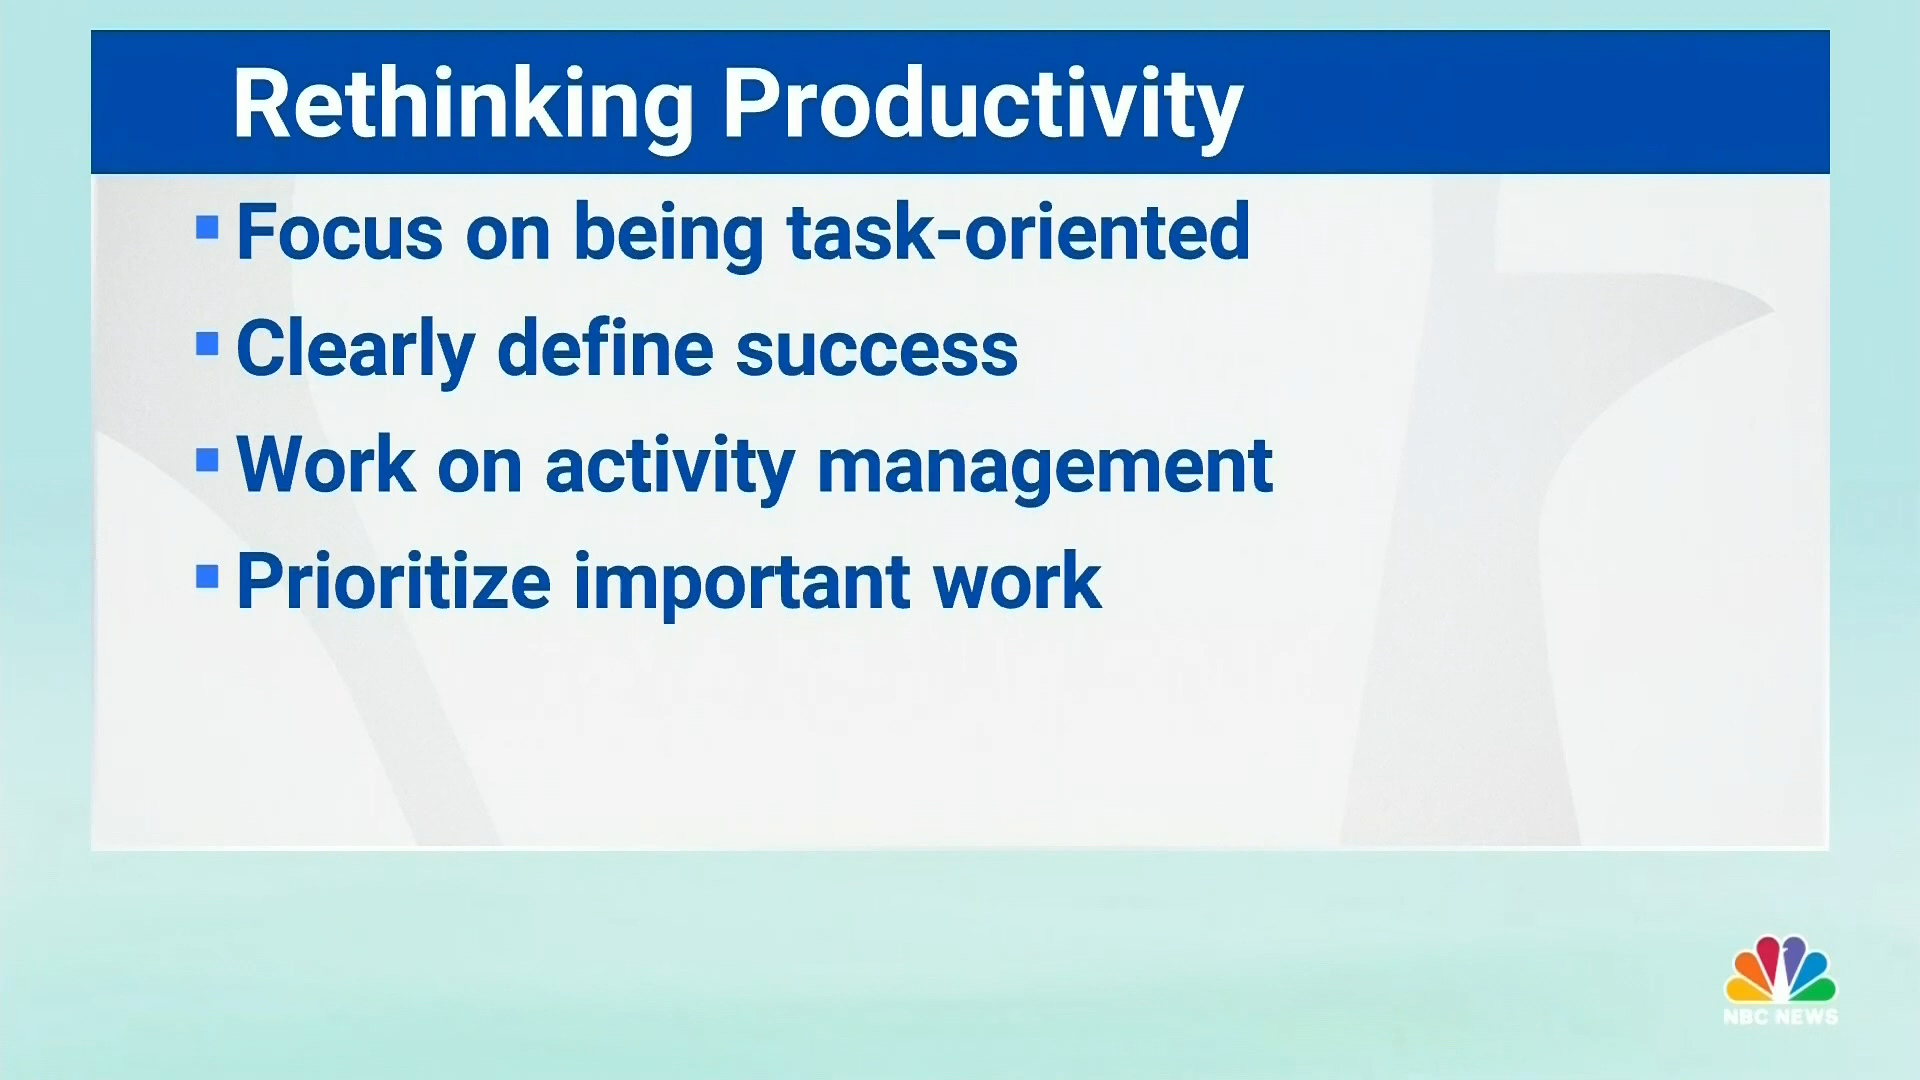 Rethinking Productivity
Focus on being task-oriented
Clearly define success
Work on activity management
Prioritize important work
NBC NEWS